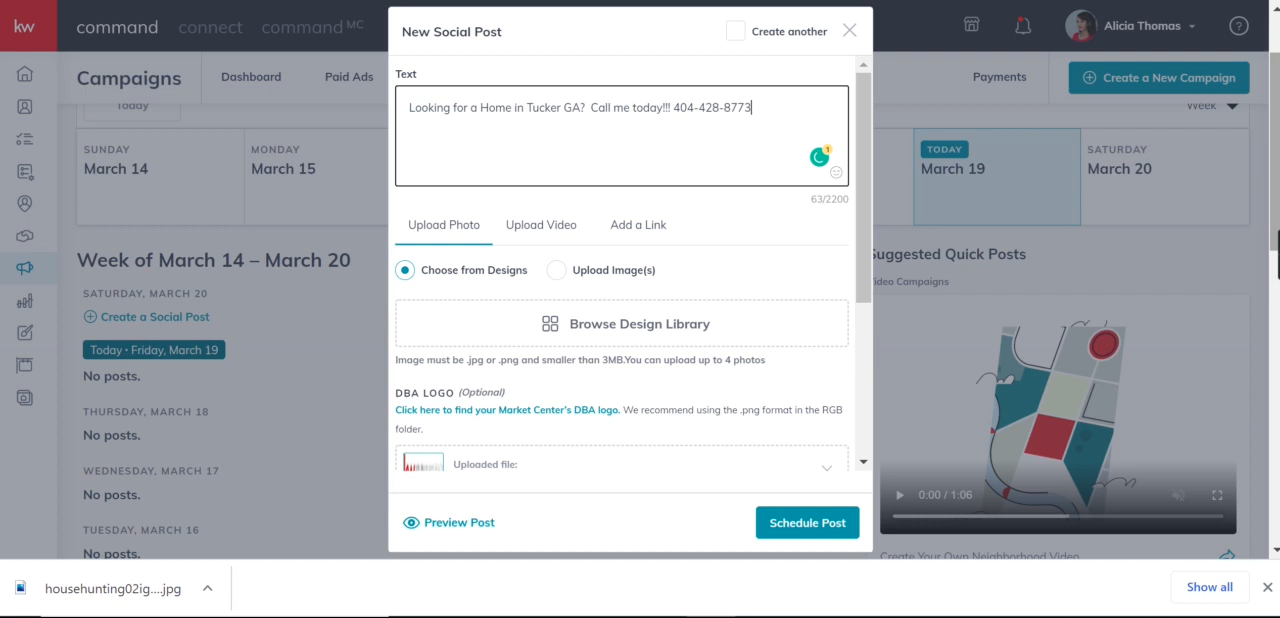 kw command connect command MC Alicia Thomas ?
Campaigns Dashboard Paid Ads Payments Create a New Campaign
New Social Post Create another
Text
Looking for a Home in Tucker GA?  Call me today!!! 404-428-8773
1
63/2200
Upload Photo Upload Video Add a Link
Choose from Designs Upload Image(s)
Browse Design Library
Image must be .jpg or .png and smaller than 3MB.You can upload up to 4 photos
DBA LOGO (Optional)
Click here to find your Market Center's DBA logo. We recommend using the .png format in the RGB
folder.
Uploaded file:
Preview Post Schedule Post
Today Week
SUNDAY
March 14
MONDAY
March 15
TODAY
March 19
SATURDAY
March 20
Week of March 14 – March 20
SATURDAY, MARCH 20
Create a Social Post
Today • Friday, March 19
No posts.
THURSDAY, MARCH 18
No posts.
WEDNESDAY, MARCH 17
No posts.
TUESDAY, MARCH 16
No posts.
Suggested Quick Posts
Video Campaigns
0:00 / 1:06
Create Your Own Neighborhood Video
househunting02ig....jpg Show all